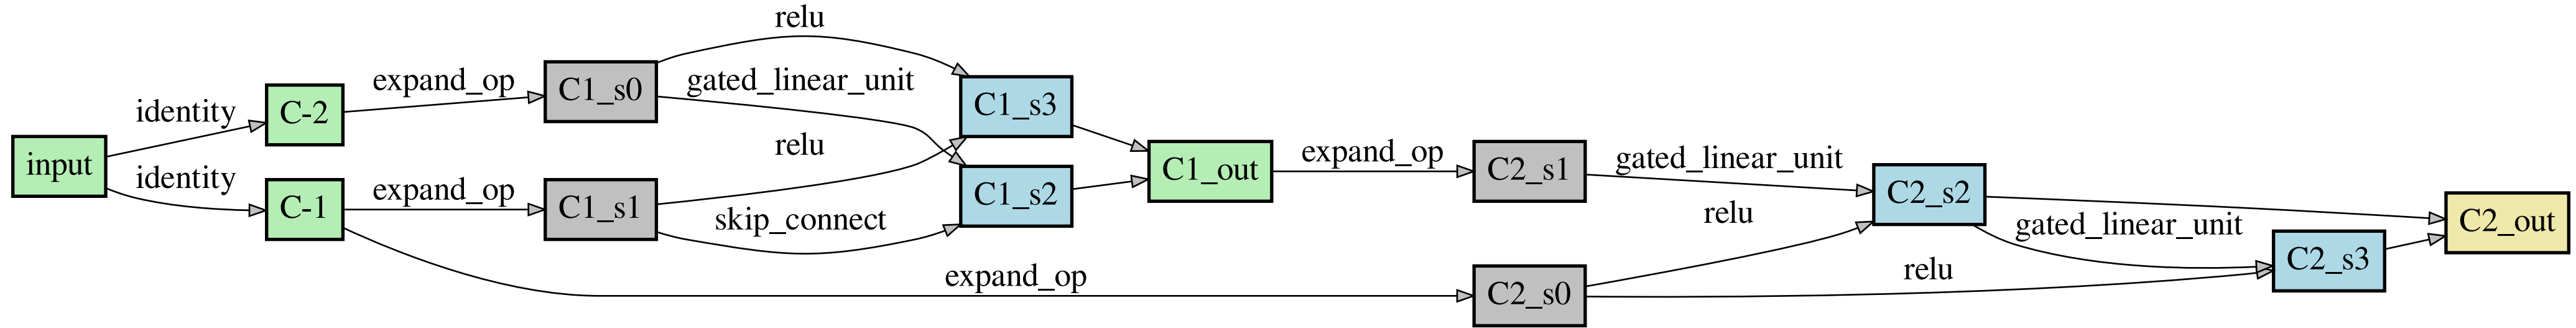 input
identity
identity
C-2
C-1
expand_op
expand_op
C1_s0
C1_s1
relu
gated_linear_unit
relu
skip_connect
expand_op
C1_s3
C1_s2
C1_out
expand_op
C2_s1
C2_s0
gated_linear_unit
relu
C2_s2
gated_linear_unit
relu
C2_s3
C2_out